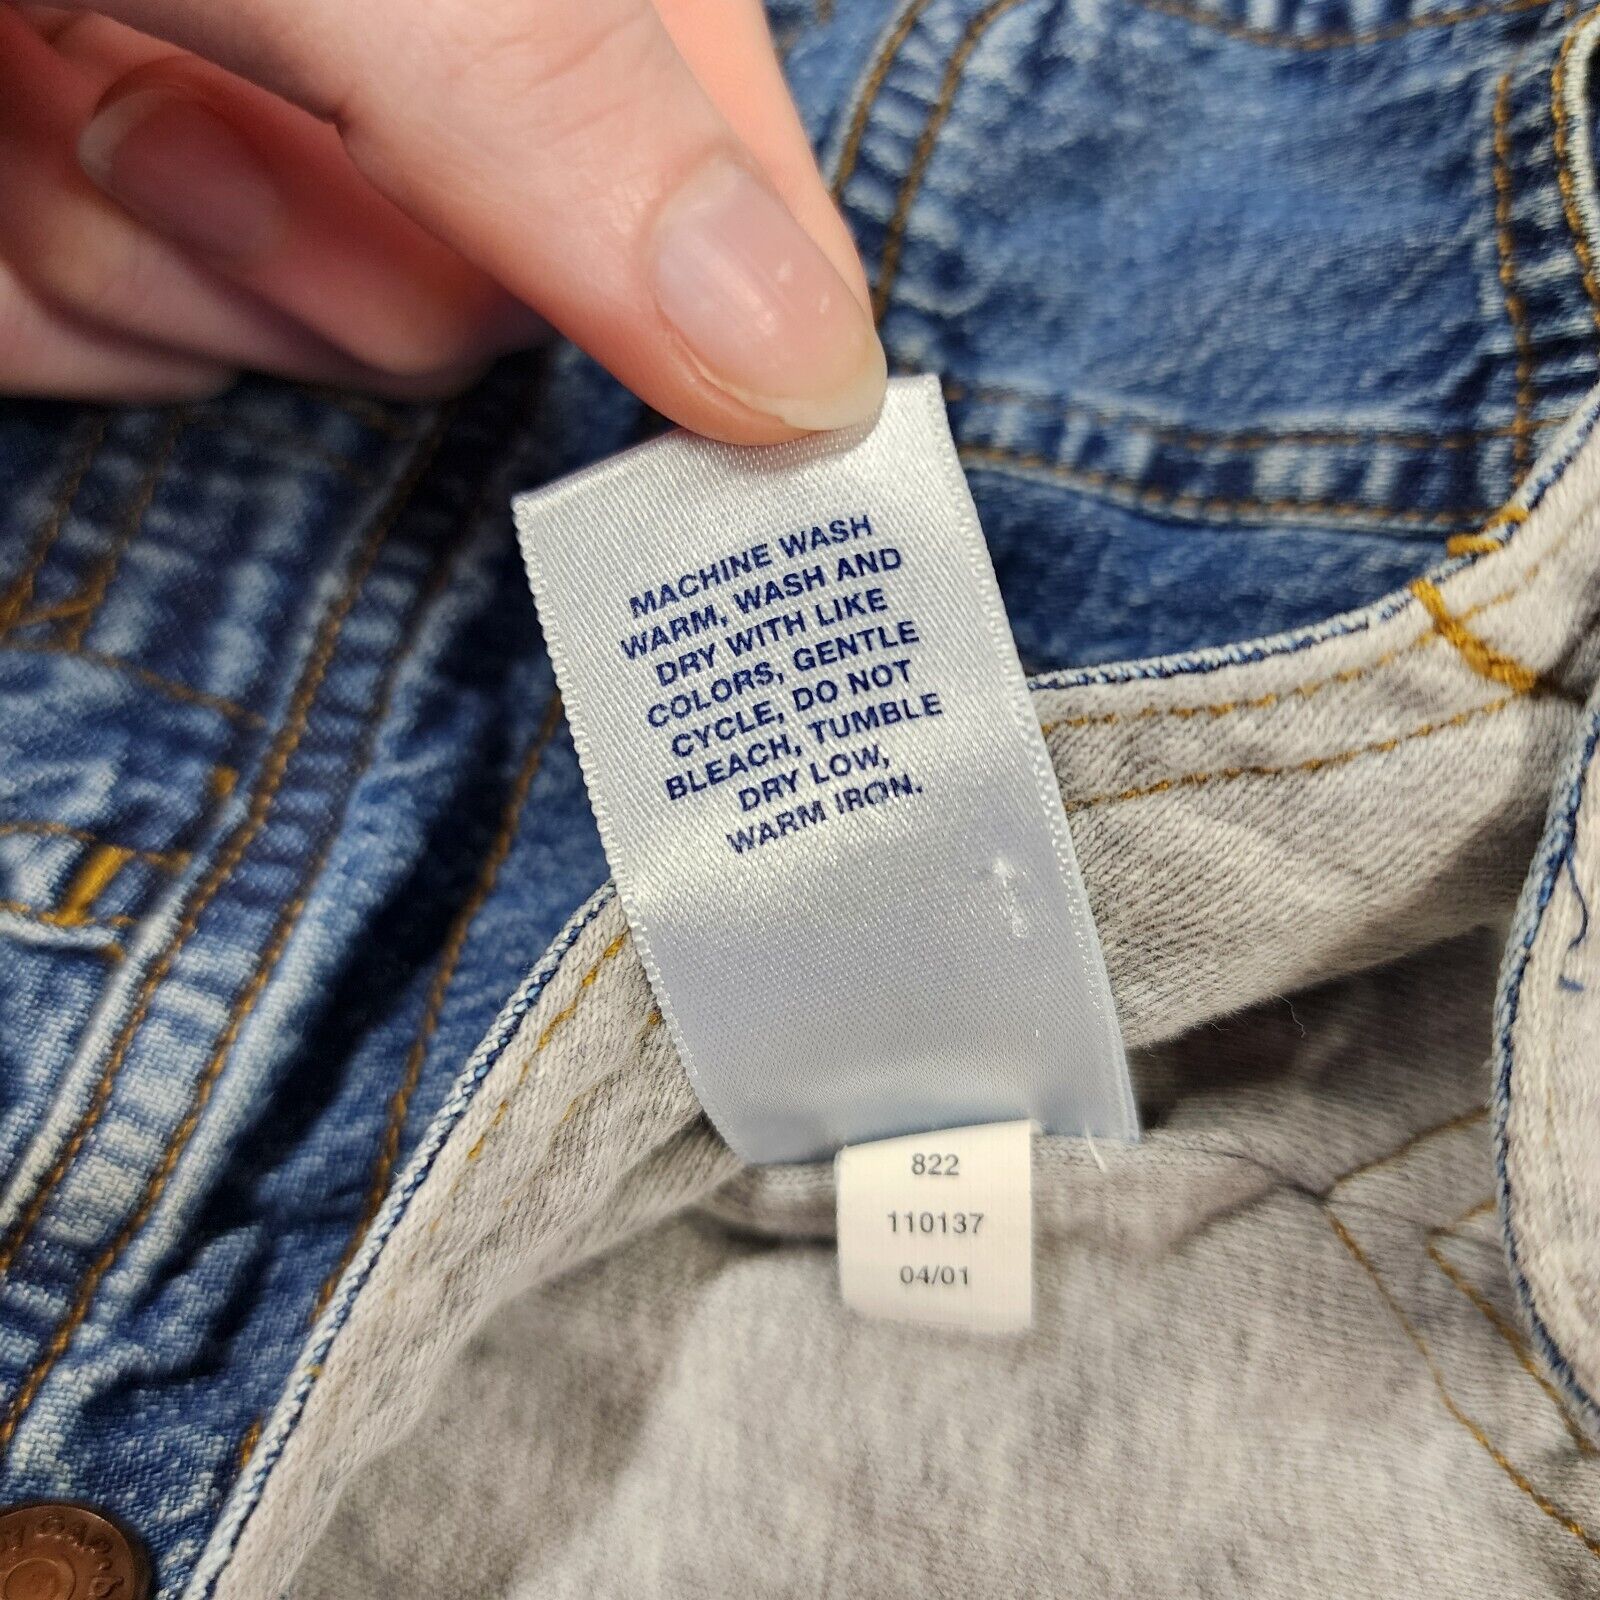 MACHINE WASH
WARM, WASH AND
DRY WITH LIKE
COLORS, GENTLE
CYCLE, DO NOT
BLEACH, TUMBLE
DRY LOW,
WARM IRON.
822
110137
04/01